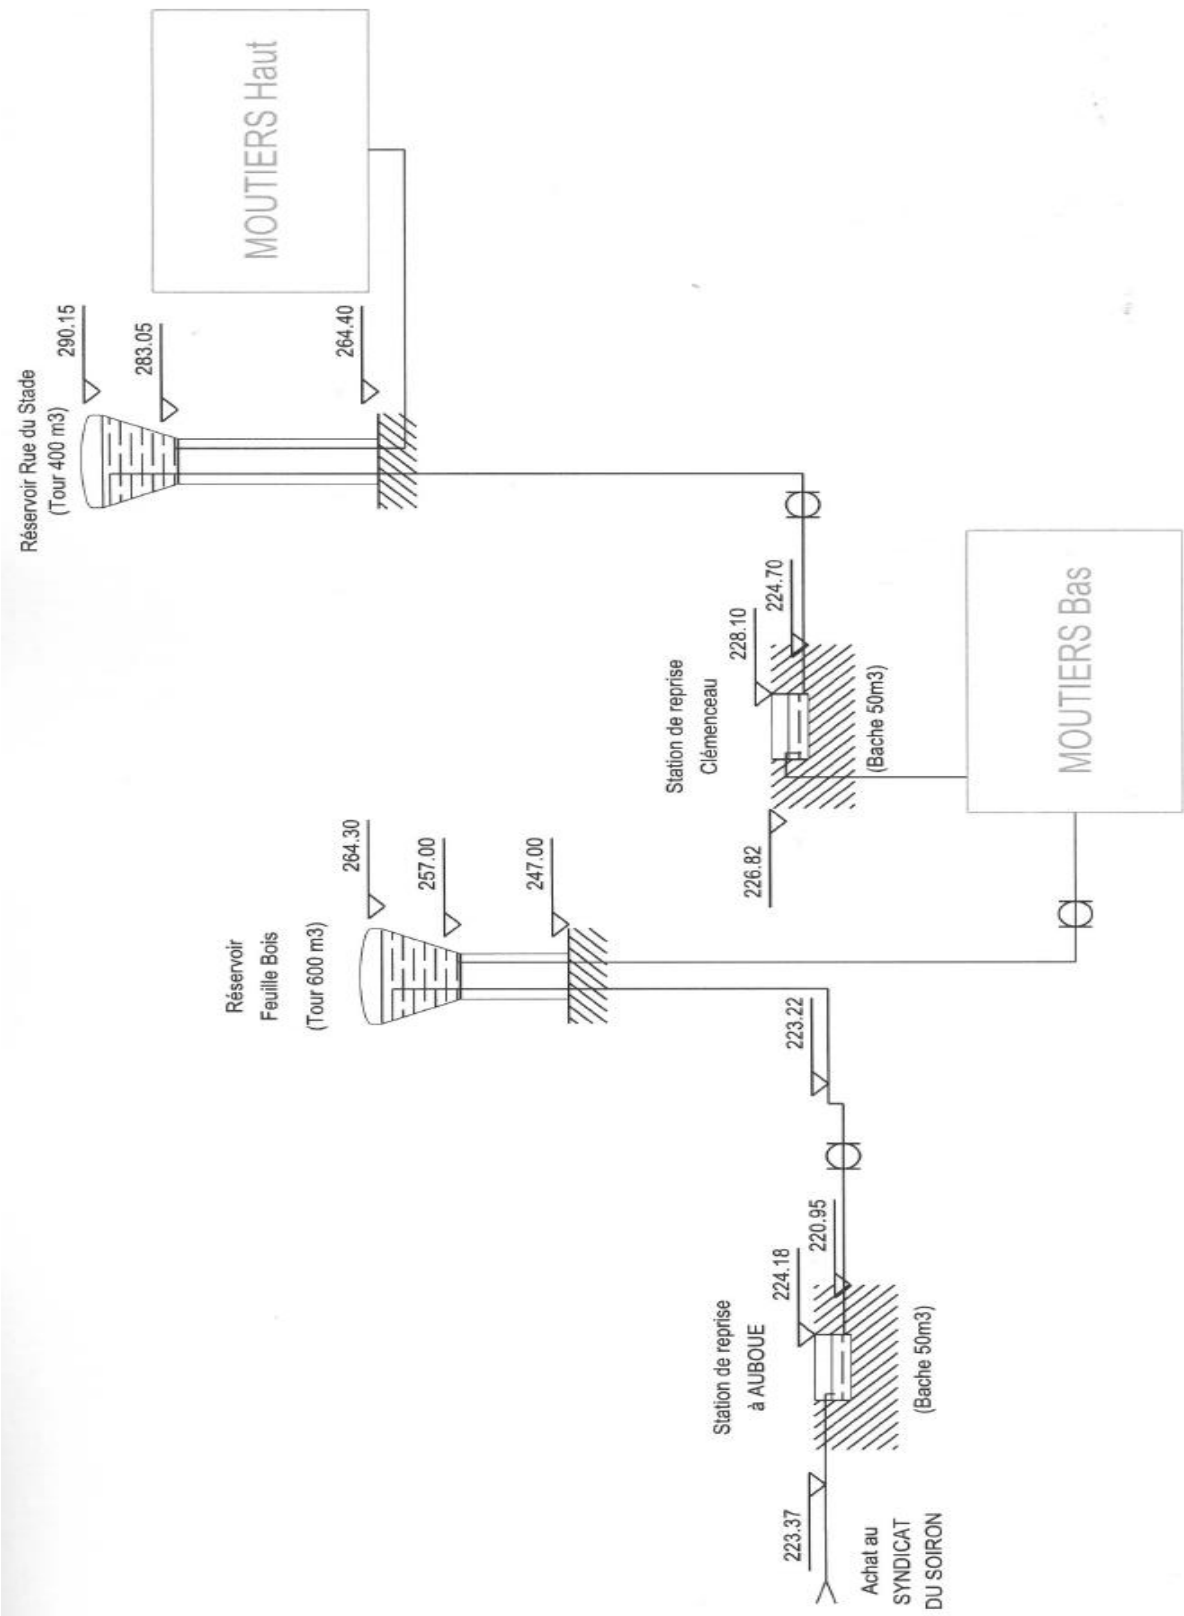 Réservoir Rue du Stade
(Tour 400 m3)
290.15
283.05
264.40
MOUTIERS Haut
Réservoir
Feuille Bois
(Tour 600 m3)
264.30
257.00
247.00
Station de reprise
Clémenceau
228.10
224.70
226.82
(Bache 50m3)
MOUTIERS Bas
Station de reprise
à AUBOUE
224.18
220.95
223.22
(Bache 50m3)
223.37
Achat au
SYNDICAT
DU SOIRON